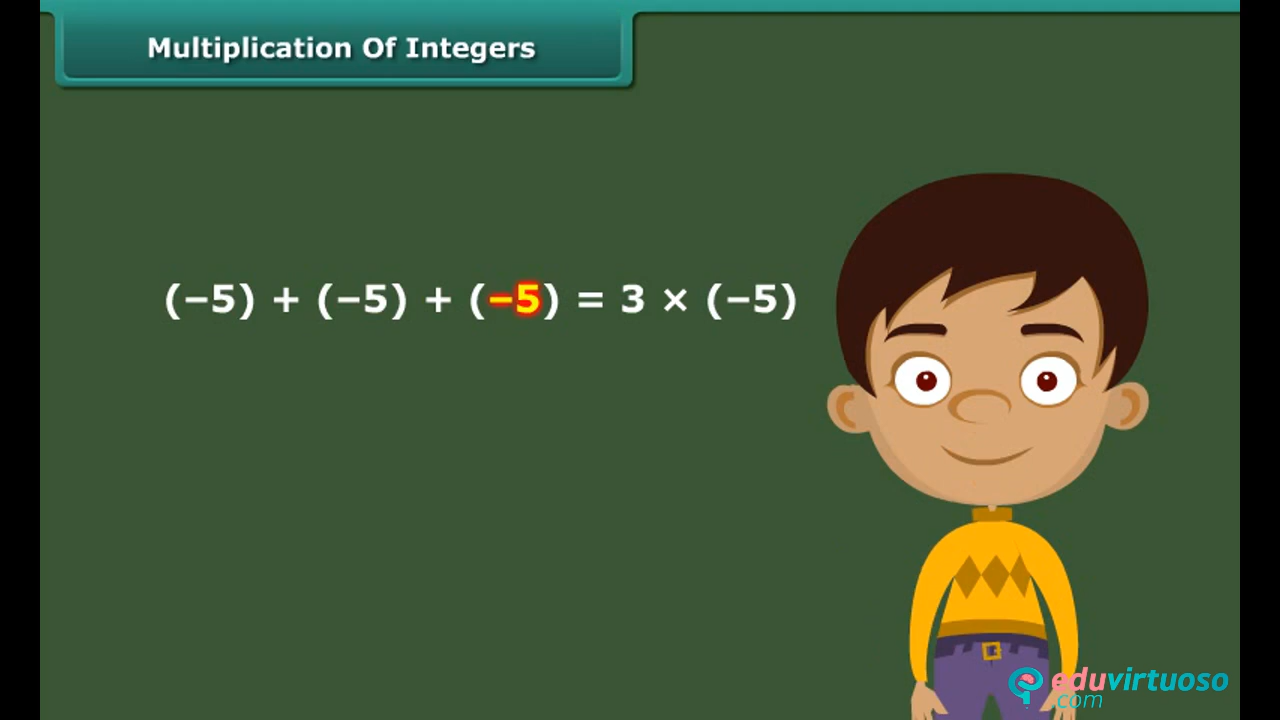 Multiplication Of Integers
(−5) + (−5) + (−5) = 3 × (−5)
eduvirtuoso
.com